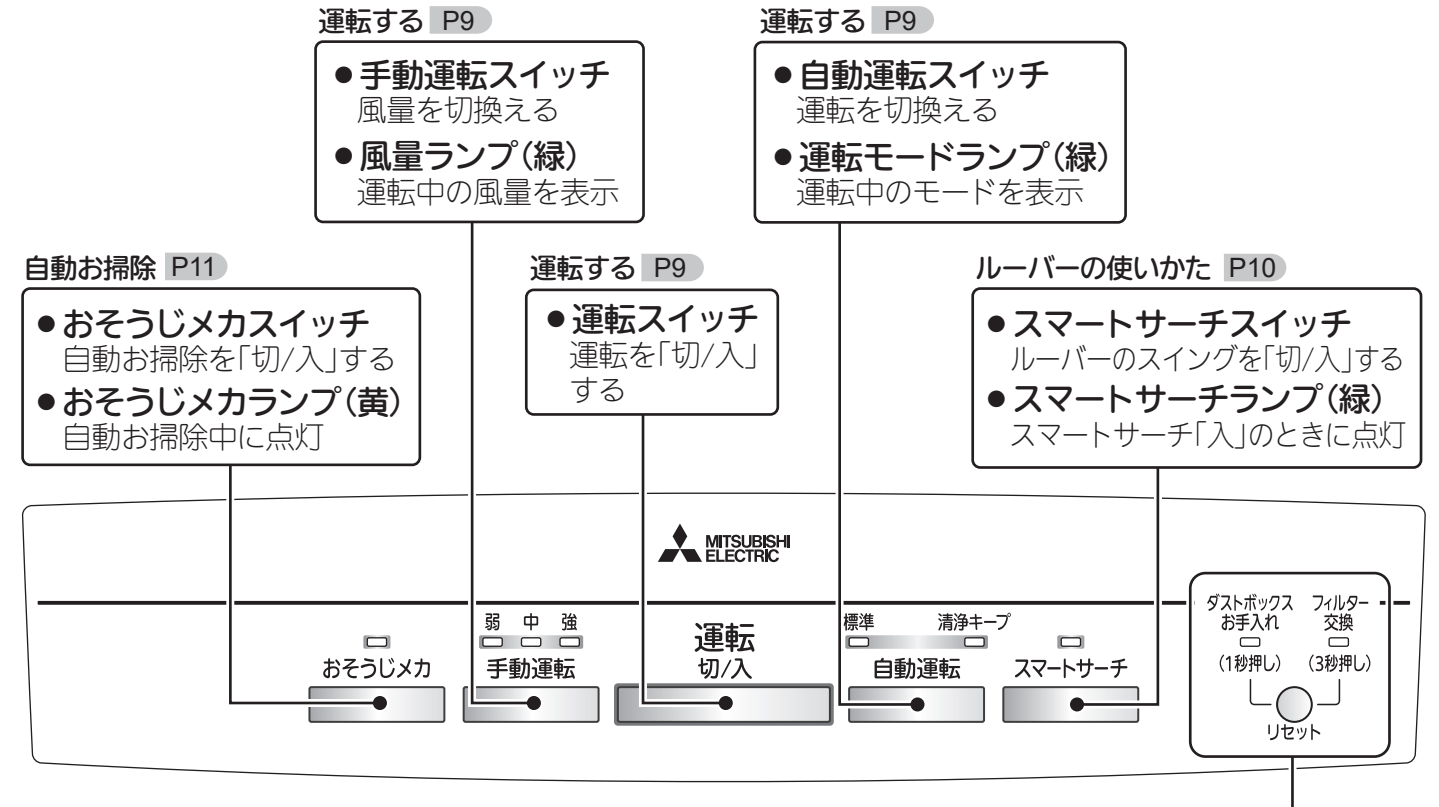 運転する P9
●手動運転スイッチ
風量を切換える
●風量ランプ(緑)
運転中の風量を表示
運転する P9
●自動運転スイッチ
運転を切換える
●運転モードランプ(緑)
運転中のモードを表示
自動お掃除 P11
●おそうじメカスイッチ
自動お掃除を「切/入」する
●おそうじメカランプ(黄)
自動お掃除中に点灯
運転する P9
●運転スイッチ
運転を「切/入」
する
ルーバーの使いかた P10
●スマートサーチスイッチ
ルーバーのスイングを「切/入」する
●スマートサーチランプ(緑)
スマートサーチ「入」のときに点灯
MITSUBISHI
ELECTRIC
おそうじメカ
弱 中 強
手動運転
運転
切/入
標準 清浄キープ
自動運転
スマートサーチ
ダストボックス
お手入れ
(1秒押し)
フィルター
交換
(3秒押し)
リセット